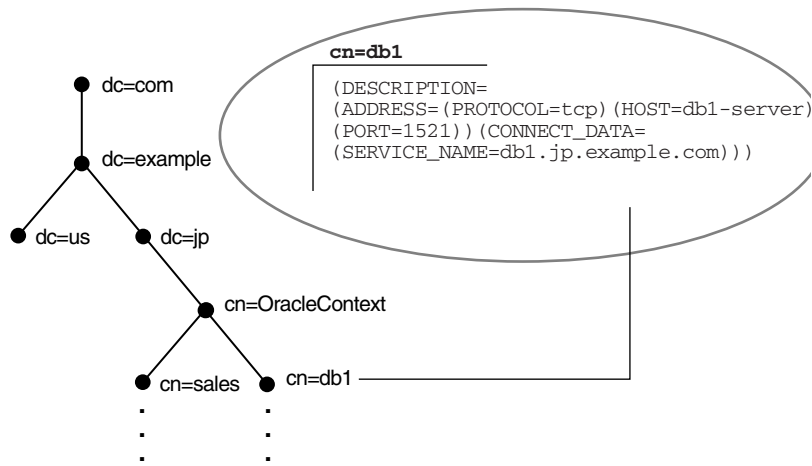 cn=db1
(DESCRIPTION=
(ADDRESS=(PROTOCOL=tcp)(HOST=db1-server)
(PORT=1521))(CONNECT_DATA=
(SERVICE_NAME=db1.jp.example.com)))
dc=com
dc=example
dc=us
dc=jp
cn=OracleContext
cn=sales
cn=db1